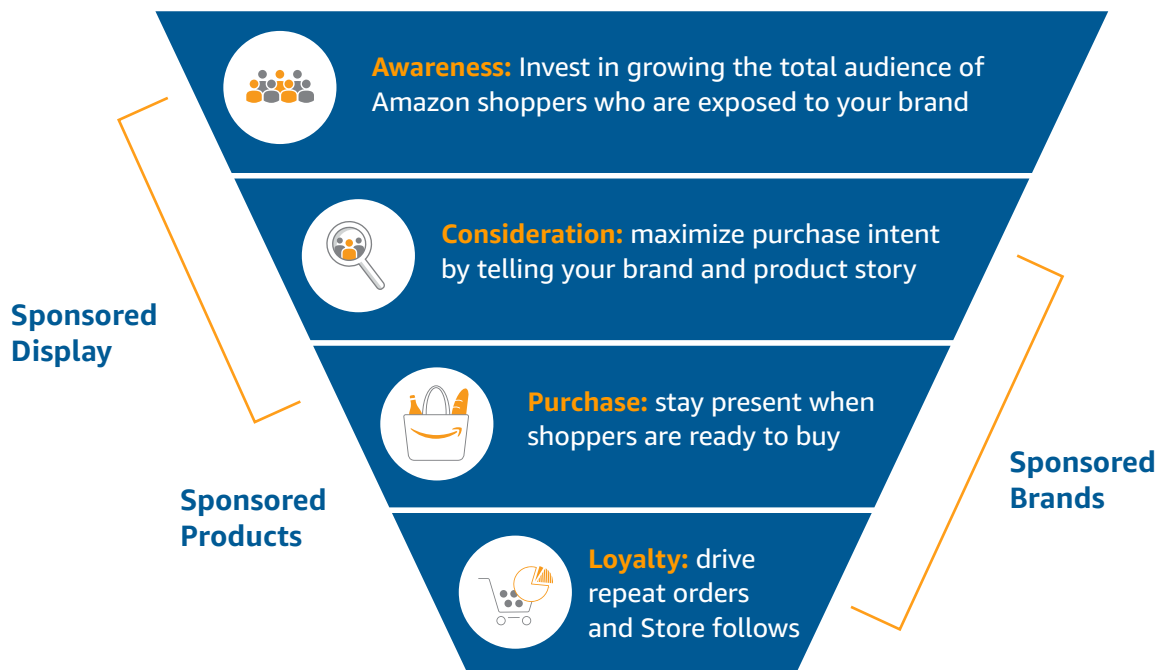 Awareness: Invest in growing the total audience of
Amazon shoppers who are exposed to your brand
Consideration: maximize purchase intent
by telling your brand and product story
Sponsored
Display
Purchase: stay present when
shoppers are ready to buy
Sponsored
Products
Sponsored
Brands
Loyalty: drive
repeat orders
and Store follows